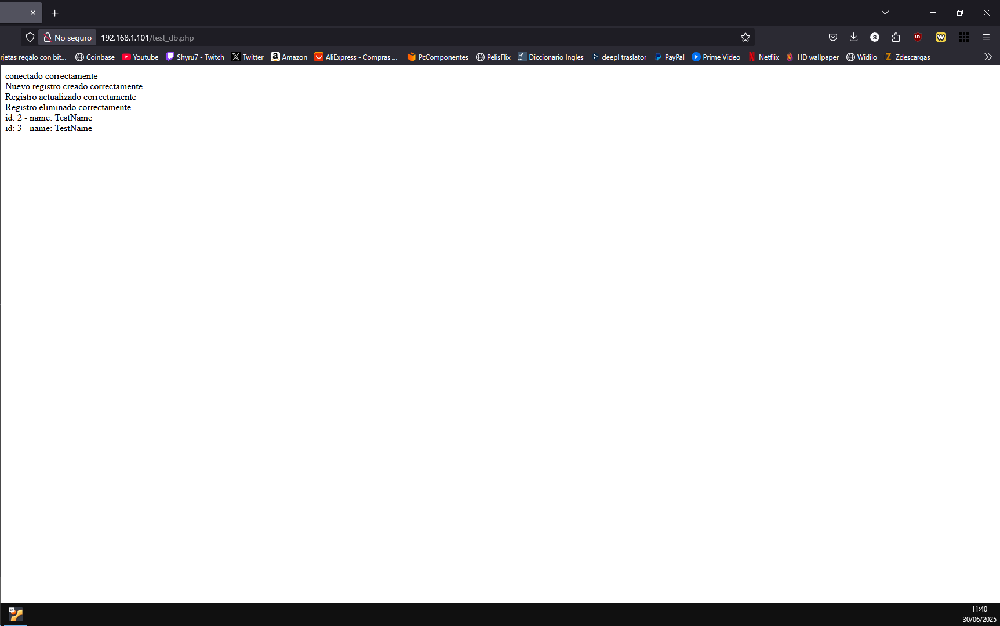 No seguro
192.168.1.101/test_db.php
rjetas regalo con bit...
Coinbase
Youtube
Shyru7 - Twitch
Twitter
Amazon
AliExpress - Compras ...
PcComponentes
PelisFlix
Diccionario Ingles
deepl traslator
PayPal
Prime Video
Netflix
HD wallpaper
Widilo
Zdescargas
conectado correctamente
Nuevo registro creado correctamente
Registro actualizado correctamente
Registro eliminado correctamente
id: 2 - name: TestName
id: 3 - name: TestName
11:40
30/06/2025